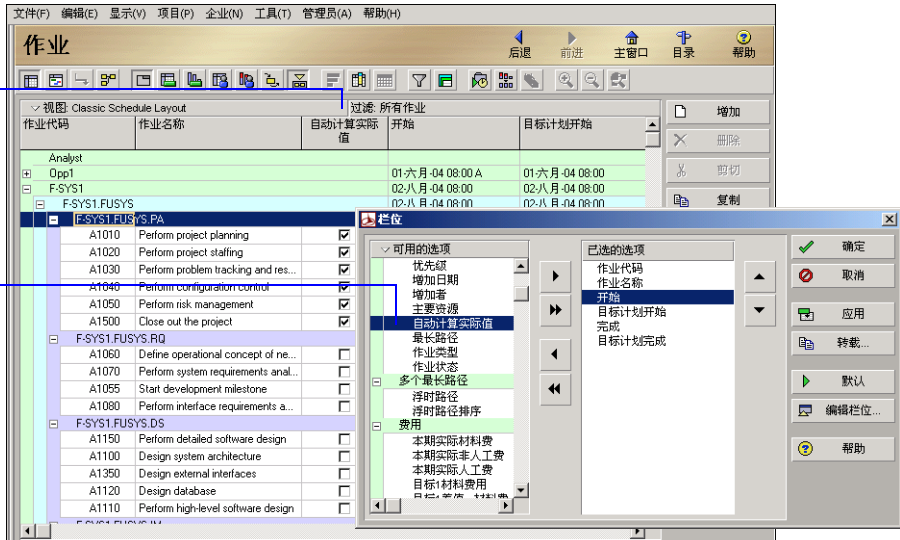 文件(F) 编辑(E) 显示(V) 项目(P) 企业(N) 工具(T) 管理员(A) 帮助(H)
作业
后退 前进 主窗口 目录 帮助
视图: Classic Schedule Layout 过滤: 所有作业
作业代码 作业名称 自动计算实际值 开始 目标计划开始
Analyst
Opp1 01-六月-04 08:00 A 01-六月-04 08:00
F-SYS1 02-八月-04 08:00 02-八月-04 08:00
F-SYS1.FUSYS 02-八月-04 08:00 02-八月-04 08:00
F-SYS1.FUSYS.PA
A1010 Perform project planning
A1020 Perform project staffing
A1030 Perform problem tracking and res...
A1040 Perform configuration control
A1050 Perform risk management
A1500 Close out the project
F-SYS1.FUSYS.RQ
A1060 Define operational concept of ne...
A1070 Perform system requirements anal...
A1055 Start development milestone
A1080 Perform interface requirements a...
F-SYS1.FUSYS.DS
A1150 Perform detailed software design
A1100 Design system architecture
A1350 Design external interfaces
A1120 Design database
A1110 Perform high-level software design
F-SYS1.FUSYS.IM
增加
删除
剪切
复制
栏位
可用的选项
优先级
增加日期
增加者
主要资源
自动计算实际值
最长路径
作业类型
作业状态
多个最长路径
浮时路径
浮时路径排序
费用
本期实际材料费
本期实际非人工费
本期实际人工费
目标1材料费用
目标1差值 - 材料费
已选的选项
作业代码
作业名称
开始
目标计划开始
完成
目标计划完成
确定
取消
应用
转载...
默认
编辑栏位...
帮助